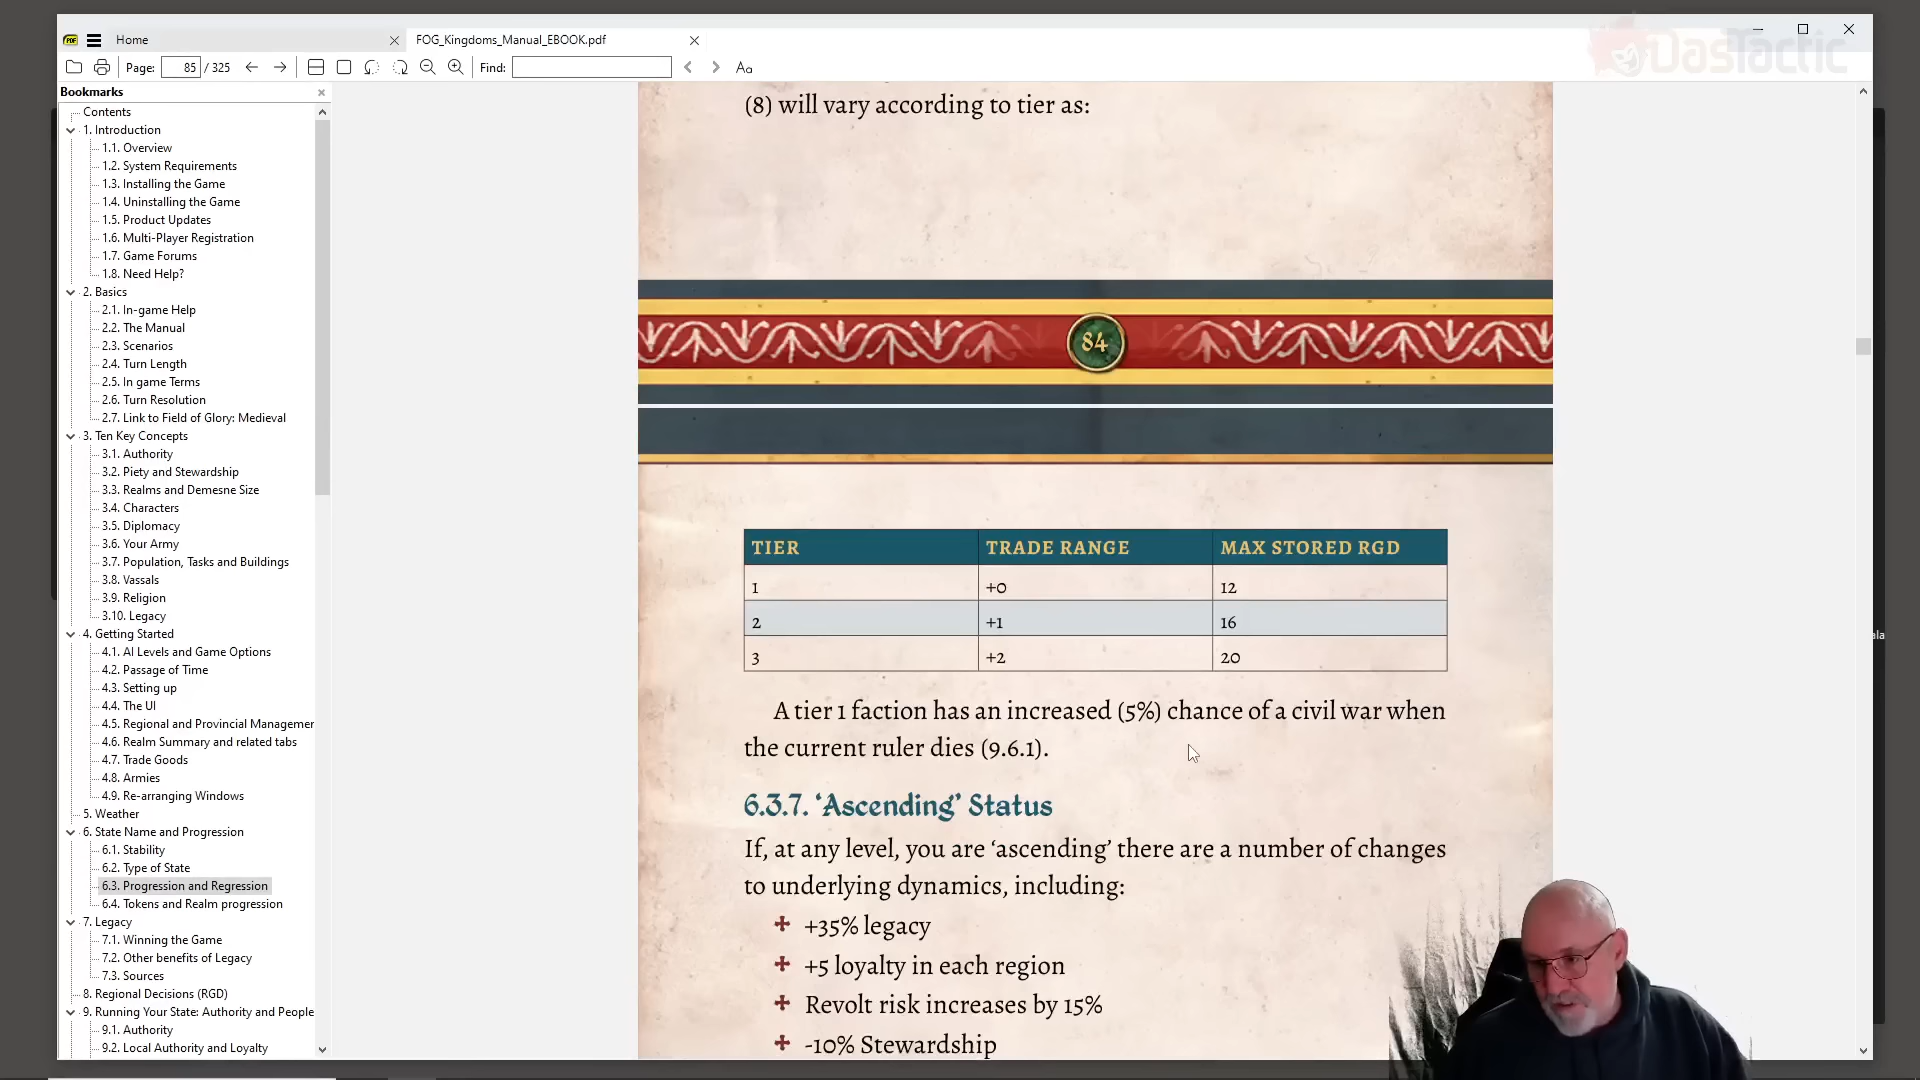 Home
FOG_Kingdoms_Manual_EBOOK.pdf
DasTactic
Page: 85 / 325
Find:
Aa
Bookmarks
Contents
1. Introduction
1.1. Overview
1.2. System Requirements
1.3. Installing the Game
1.4. Uninstalling the Game
1.5. Product Updates
1.6. Multi-Player Registration
1.7. Game Forums
1.8. Need Help?
2. Basics
2.1. In-game Help
2.2. The Manual
2.3. Scenarios
2.4. Turn Length
2.5. In game Terms
2.6. Turn Resolution
2.7. Link to Field of Glory: Medieval
3. Ten Key Concepts
3.1. Authority
3.2. Piety and Stewardship
3.3. Realms and Demesne Size
3.4. Characters
3.5. Diplomacy
3.6. Your Army
3.7. Population, Tasks and Buildings
3.8. Vassals
3.9. Religion
3.10. Legacy
4. Getting Started
4.1. AI Levels and Game Options
4.2. Passage of Time
4.3. Setting up
4.4. The UI
4.5. Regional and Provincial Managemer
4.6. Realm Summary and related tabs
4.7. Trade Goods
4.8. Armies
4.9. Re-arranging Windows
5. Weather
6. State Name and Progression
6.1. Stability
6.2. Type of State
6.3. Progression and Regression
6.4. Tokens and Realm progression
7. Legacy
7.1. Winning the Game
7.2. Other benefits of Legacy
7.3. Sources
8. Regional Decisions (RGD)
9. Running Your State: Authority and People
9.1. Authority
9.2. Local Authority and Loyalty
(8) will vary according to tier as:
84
TIER TRADE RANGE MAX STORED RGD
1 +0 12
2 +1 16
3 +2 20
A tier 1 faction has an increased (5%) chance of a civil war when
the current ruler dies (9.6.1).
6.3.7. ‘Ascending’ Status
If, at any level, you are ‘ascending’ there are a number of changes
to underlying dynamics, including:
+35% legacy
+5 loyalty in each region
Revolt risk increases by 15%
-10% Stewardship
ala